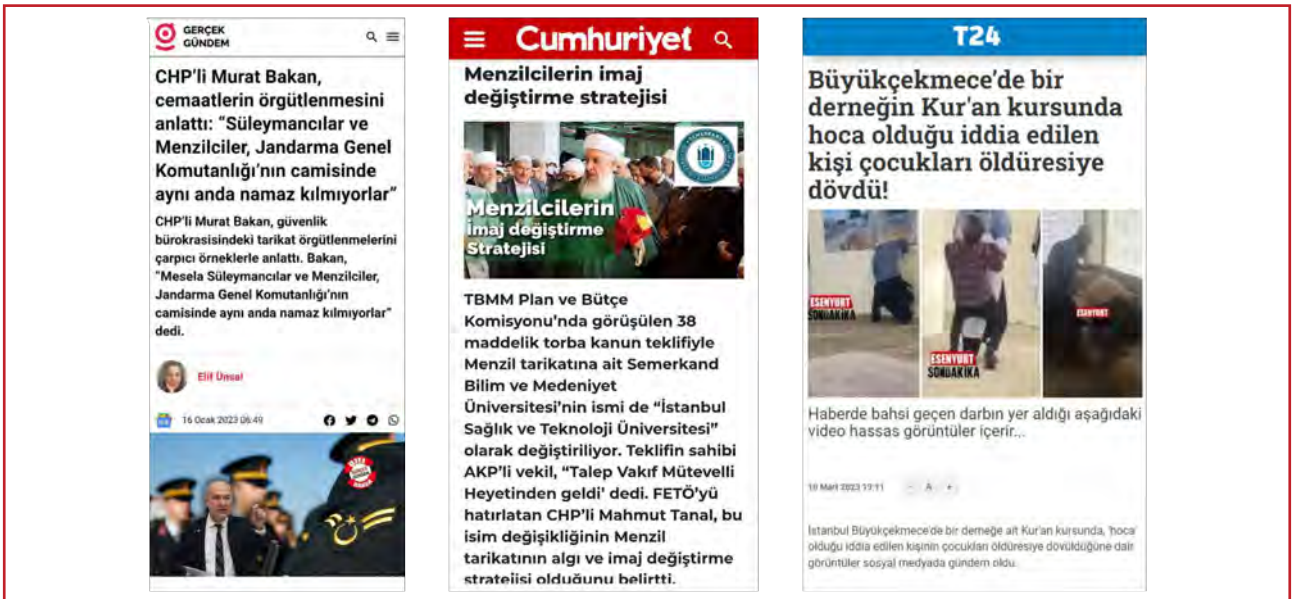 GERÇEK
GÜNDEM
CHP'li Murat Bakan,
cemaatlerin örgütlenmesini
anlattı: “Süleymancılar ve
Menzilciler, Jandarma Genel
Komutanlığı’nın camisinde
aynı anda namaz kılmıyorlar”
CHP'li Murat Bakan, güvenlik
bürokrasisindeki tarikat örgütlenmelerini
çarpıcı örneklerle anlattı. Bakan,
“Mesela Süleymancılar ve Menzilciler,
Jandarma Genel Komutanlığı’nın
camisinde aynı anda namaz kılmıyorlar”
dedi.
Elif Ünsal
16 Ocak 2023 06:49
Cumhuriyet
Menzilcilerin imaj
değiştirme stratejisi
Menzilcilerin
imaj değiştirme
Stratejisi
TBMM Plan ve Bütçe
Komisyonu’nda görüşülen 38
maddelik torba kanun teklifiyle
Menzil tarikatına ait Semerkand
Bilim ve Medeniyet
Üniversitesi’nin ismi de “İstanbul
Sağlık ve Teknoloji Üniversitesi”
olarak değiştiriliyor. Teklifin sahibi
AKP’li vekil, “Talep Vakıf Mütevelli
Heyetinden geldi’ dedi. FETÖ’yü
hatırlatan CHP’li Mahmut Tanal, bu
isim değişikliğinin Menzil
tarikatının algı ve imaj değiştirme
stratejisi olduğunu belirtti.
T24
Büyükçekmece’de bir
derneğin Kur'an kursunda
hoca olduğu iddia edilen
kişi çocukları öldüresiye
dövdü!
ESENYURT
SONDAKİKA
ESENYURT
SONDAKİKA
ESENYURT
Haberde bahsi geçen darbın yer aldığı aşağıdaki
video hassas görüntüler içerir...
10 Mart 2023
- A +
İstanbul Büyükçekmece'de bir derneğe ait Kur'an kursunda, 'hoca'
olduğu iddia edilen kişinin çocukları öldüresiye dövüldüğüne dair
görüntüler sosyal medyada gündem oldu.